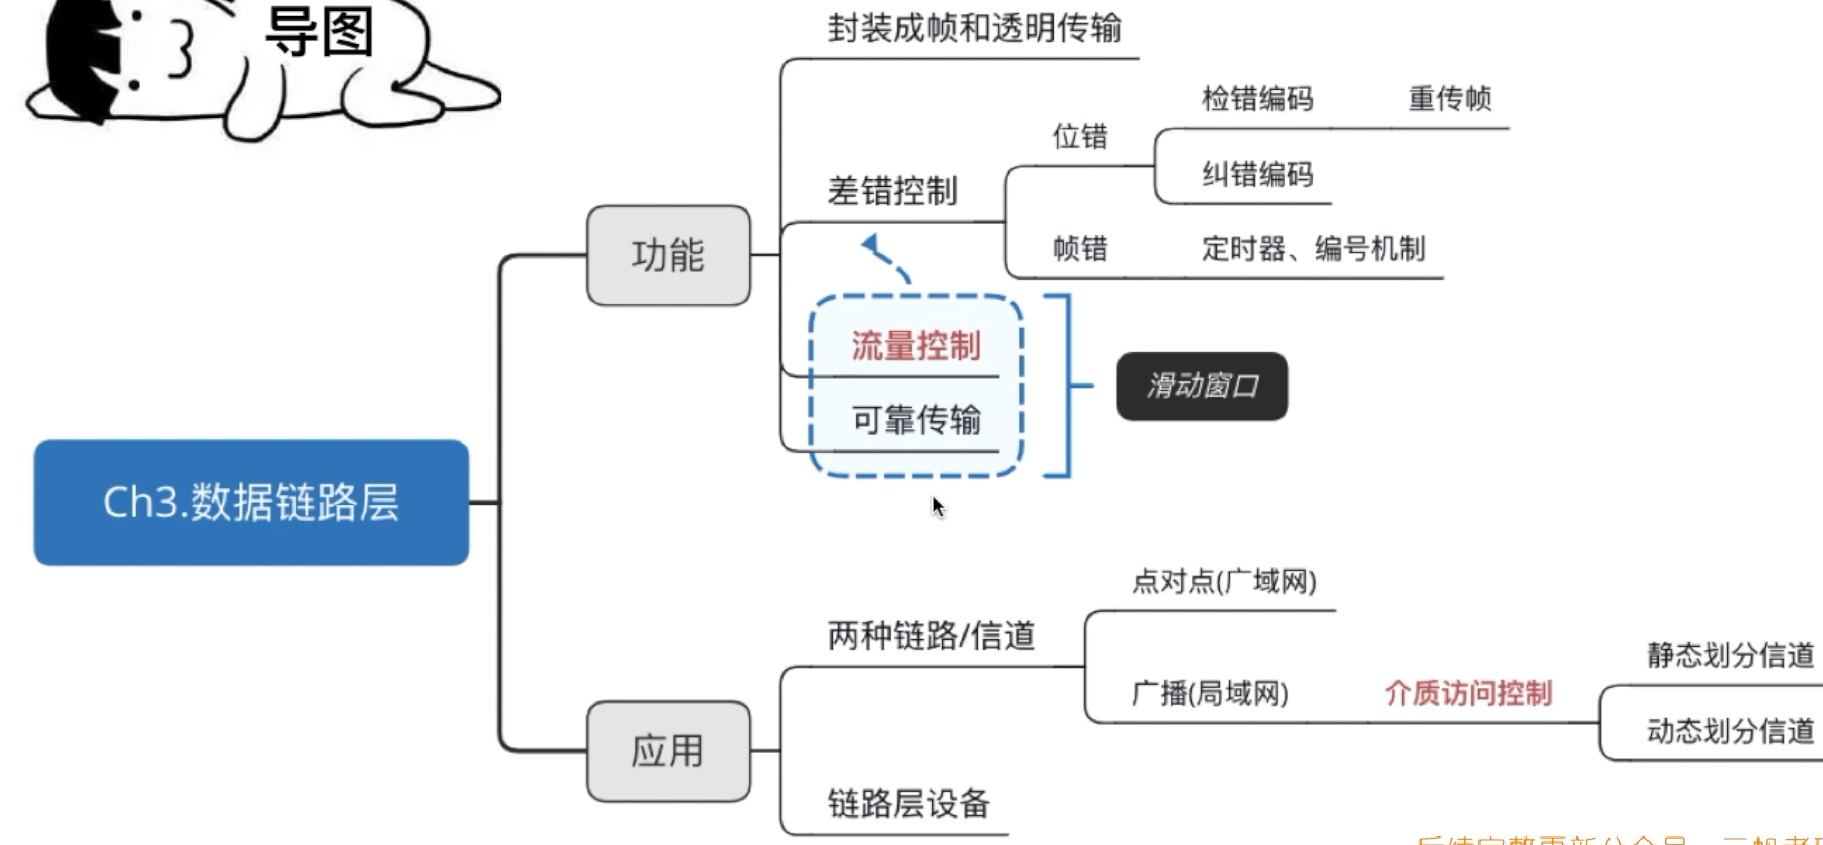 导图
封装成帧和透明传输
检错编码
重传帧
位错
纠错编码
差错控制
帧错
定时器、编号机制
功能
流量控制
滑动窗口
可靠传输
Ch3.数据链路层
点对点(广域网)
两种链路/信道
静态划分信道
广播(局域网)
介质访问控制
动态划分信道
应用
链路层设备